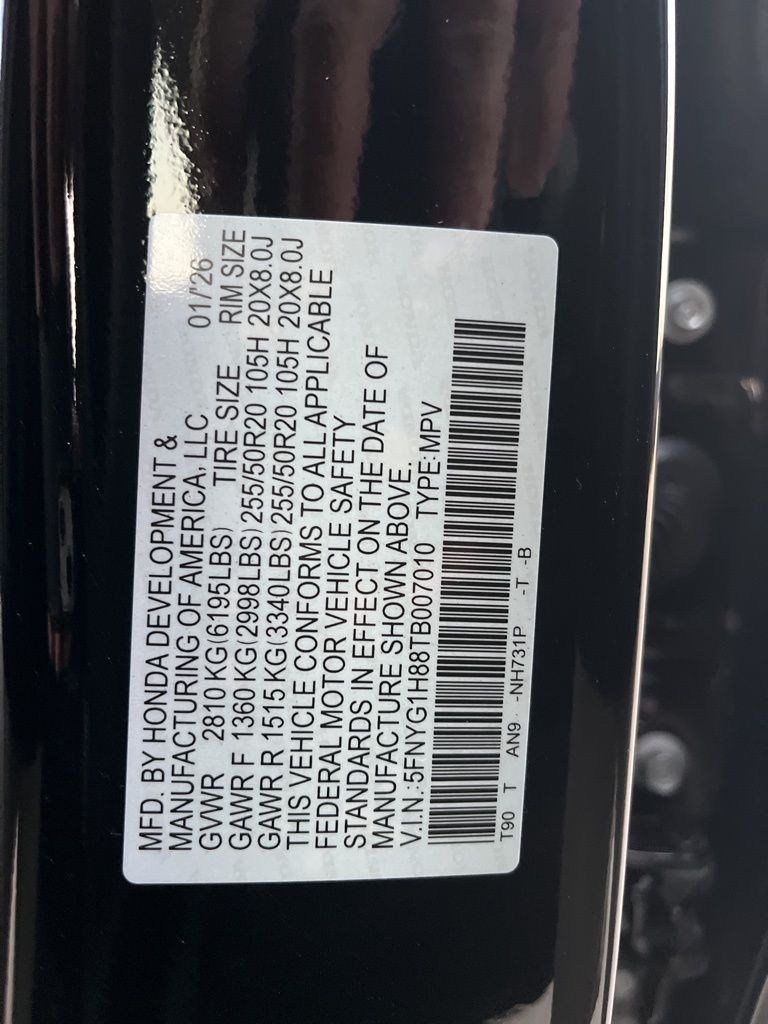 MFD. BY HONDA DEVELOPMENT &
MANUFACTURING OF AMERICA, LLC 01/'26
GVWR 2810 KG(6195LBS) TIRE SIZE RIM SIZE
GAWR F 1360 KG(2998LBS) 255/50R20 105H 20X8.0J
GAWR R 1515 KG(3340LBS) 255/50R20 105H 20X8.0J
THIS VEHICLE CONFORMS TO ALL APPLICABLE
FEDERAL MOTOR VEHICLE SAFETY
STANDARDS IN EFFECT ON THE DATE OF
MANUFACTURE SHOWN ABOVE.
V.I.N.:5FNYG1H88TB007010 TYPE:MPV
T90 T AN9 -NH731P -T -B